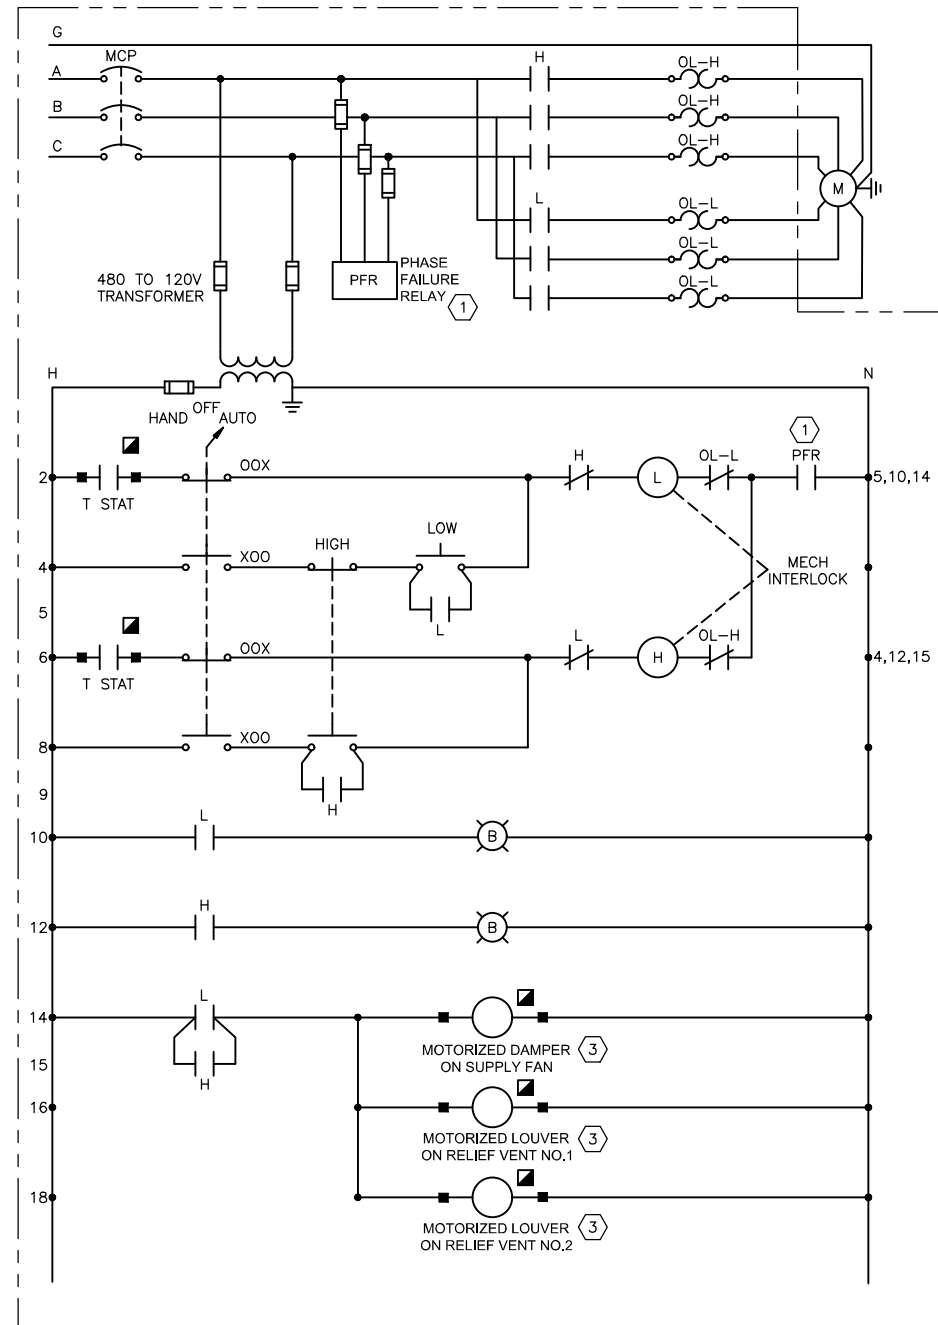 G
MCP
A
H
OL-H
B
OL-H
C
OL-H
M
L
OL-L
OL-L
OL-L
480 TO 120V
TRANSFORMER
PFR
PHASE
FAILURE
RELAY
1
H
N
HAND
OFF
AUTO
1
2
T STAT
OOX
H
L
OL-L
PFR
5,10,14
4
XOO
HIGH
LOW
L
MECH
INTERLOCK
5
6
T STAT
OOX
L
H
OL-H
4,12,15
8
XOO
H
9
10
L
B
12
H
B
14
L
MOTORIZED DAMPER
ON SUPPLY FAN
3
15
H
16
MOTORIZED LOUVER
ON RELIEF VENT NO.1
3
18
MOTORIZED LOUVER
ON RELIEF VENT NO.2
3